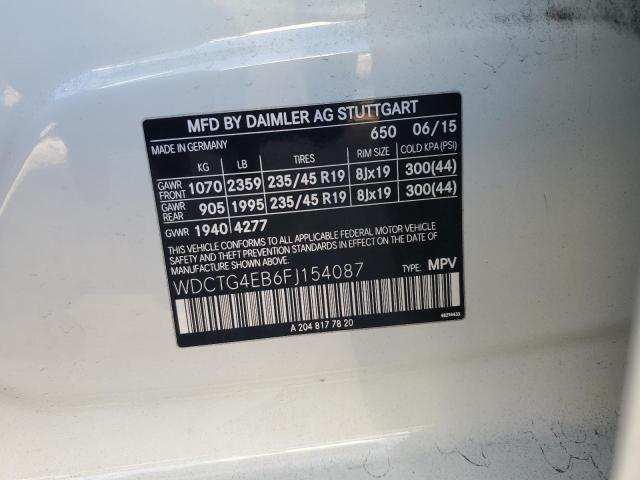 MFD BY DAIMLER AG STUTTGART
MADE IN GERMANY 650 06/15
KG LB TIRES RIM SIZE COLD KPA (PSI)
GAWR FRONT 1070 2359 235/45 R19 8Jx19 300(44)
GAWR REAR 905 1995 235/45 R19 8Jx19 300(44)
GVWR 1940 4277
THIS VEHICLE CONFORMS TO ALL APPLICABLE FEDERAL MOTOR VEHICLE
SAFETY AND THEFT PREVENTION STANDARDS IN EFFECT ON THE DATE OF
MANUFACTURE SHOWN ABOVE
WDCTG4EB6FJ154087 TYPE: MPV
A 204 817 78 20